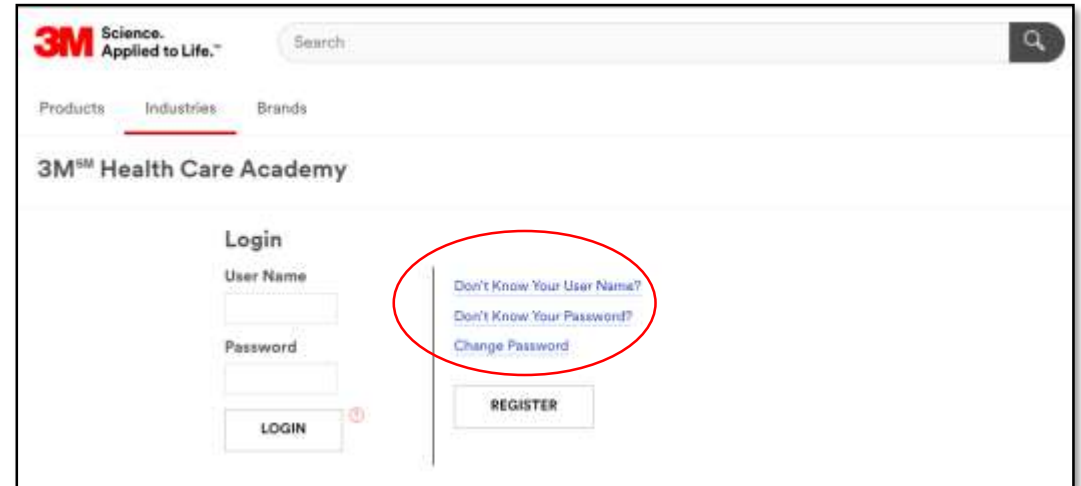 3M Science.
Applied to Life.™
Search
Products Industries Brands
3M℠ Health Care Academy
Login
User Name
Don't Know Your User Name?
Don't Know Your Password?
Password
Change Password
REGISTER
LOGIN